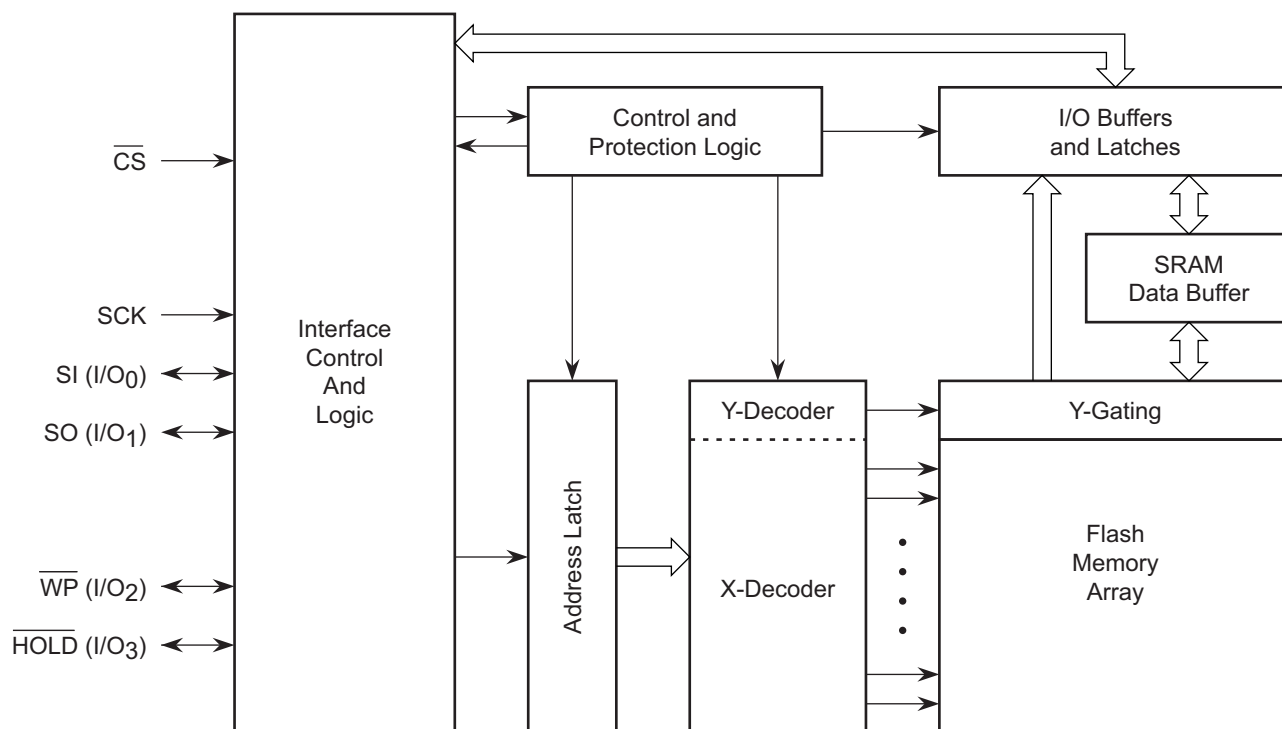 CS
SCK
SI (I/O0)
SO (I/O1)
WP (I/O2)
HOLD (I/O3)
Interface
Control
And
Logic
Control and
Protection Logic
I/O Buffers
and Latches
SRAM
Data Buffer
Address Latch
Y-Decoder
X-Decoder
Y-Gating
Flash
Memory
Array